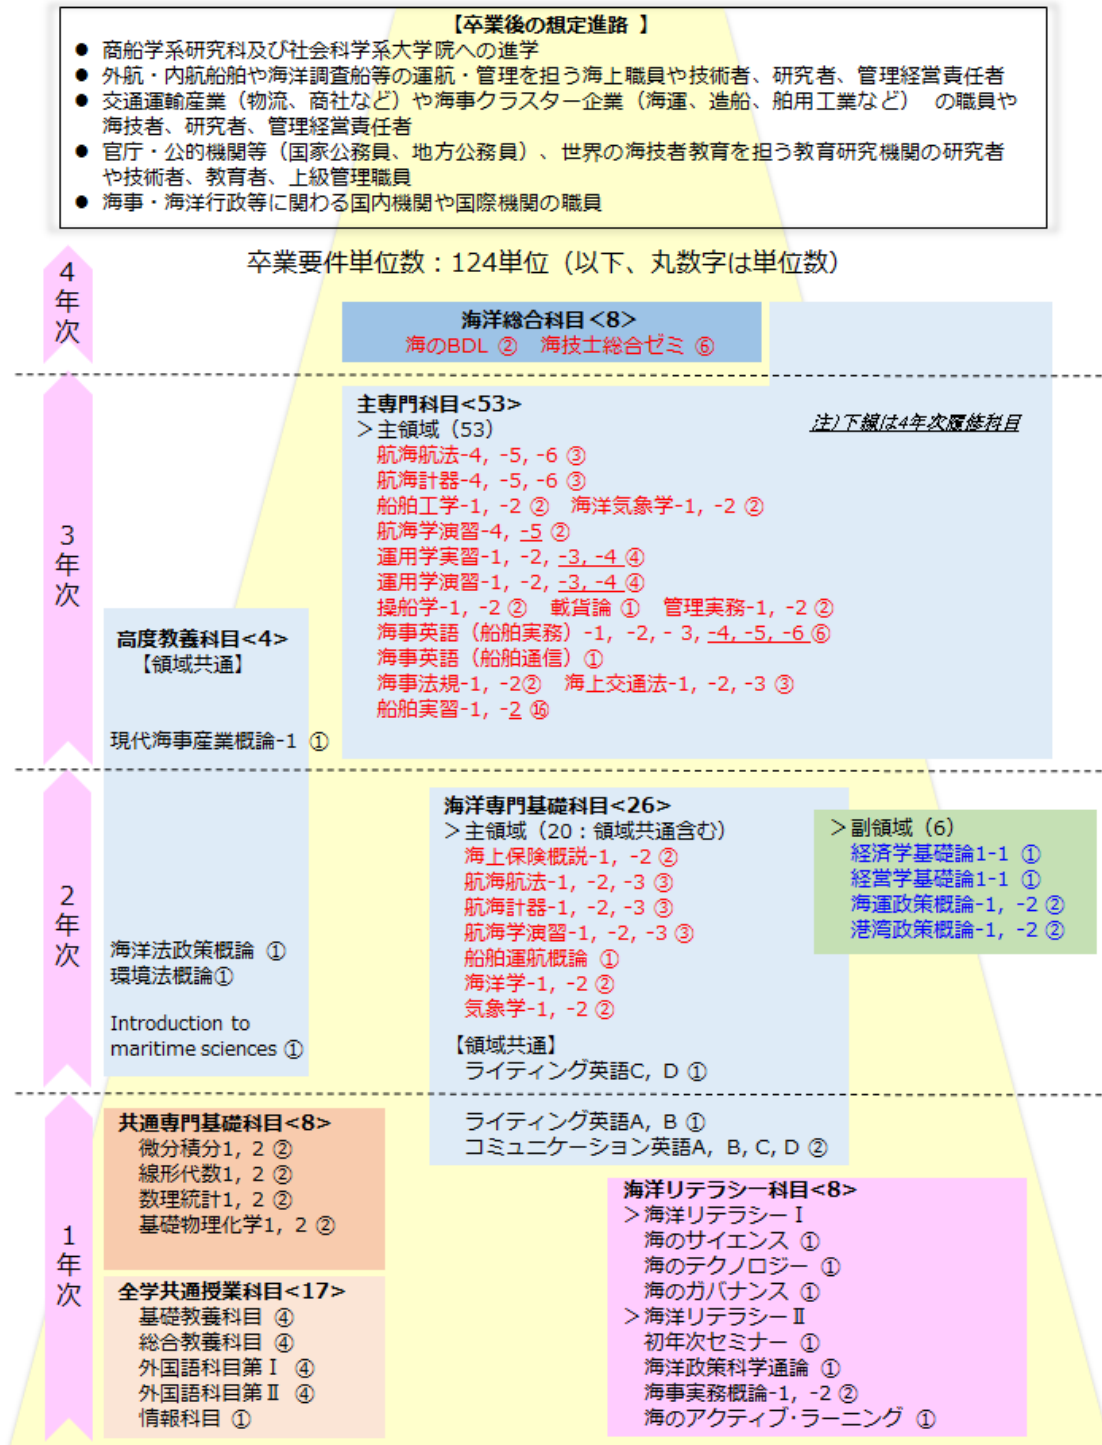 【卒業後の想定進路 】
● 商船学系研究科及び社会科学系大学院への進学
● 外航・内航船舶や海洋調査船等の運航・管理を担う海上職員や技術者、研究者、管理経営責任者
● 交通運輸産業（物流、商社など）や海事クラスター企業（海運、造船、舶用工業など） の職員や
海技者、研究者、管理経営責任者
● 官庁・公的機関等（国家公務員、地方公務員）、世界の海技者教育を担う教育研究機関の研究者
や技術者、教育者、上級管理職員
● 海事・海洋行政等に関わる国内機関や国際機関の職員
卒業要件単位数：124単位（以下、丸数字は単位数）
4年次
海洋総合科目<8>
海のBDL ② 海技士総合ゼミ ⑥
3年次
主専門科目<53>
＞主領域（53）
注)下線は4年次履修科目
航海航法-4, -5, -6 ③
航海計器-4, -5, -6 ③
船舶工学-1, -2 ② 海洋気象学-1, -2 ②
航海学演習-4, -5 ②
運用学実習-1, -2, -3, -4 ④
運用学演習-1, -2, -3, -4 ④
操船学-1, -2 ② 載貨論 ① 管理実務-1, -2 ②
海事英語（船舶実務）-1, -2, - 3, -4, -5, -6 ⑥
海事英語（船舶通信）①
海事法規-1, -2② 海上交通法-1, -2, -3 ③
船舶実習-1, -2 ⑯
高度教養科目<4>
【領域共通】
現代海事産業概論-1 ①
2年次
海洋法政策概論 ①
環境法概論①
Introduction to
maritime sciences ①
海洋専門基礎科目<26>
＞主領域（20：領域共通含む）
海上保険概説-1, -2 ②
航海航法-1, -2, -3 ③
航海計器-1, -2, -3 ③
航海学演習-1, -2, -3 ③
船舶運航概論 ①
海洋学-1, -2 ②
気象学-1, -2 ②
【領域共通】
ライティング英語C, D ①
ライティング英語A, B ①
コミュニケーション英語A, B, C, D ②
＞副領域（6）
経済学基礎論1-1 ①
経営学基礎論1-1 ①
海運政策概論-1, -2 ②
港湾政策概論-1, -2 ②
1年次
共通専門基礎科目<8>
微分積分1, 2 ②
線形代数1, 2 ②
数理統計1, 2 ②
基礎物理化学1, 2 ②
全学共通授業科目<17>
基礎教養科目 ④
総合教養科目 ④
外国語科目第Ⅰ ④
外国語科目第Ⅱ ④
情報科目 ①
海洋リテラシー科目<8>
＞海洋リテラシーⅠ
海のサイエンス ①
海のテクノロジー ①
海のガバナンス ①
＞海洋リテラシーⅡ
初年次セミナー ①
海洋政策科学通論 ①
海事実務概論-1, -2 ②
海のアクティブ・ラーニング ①